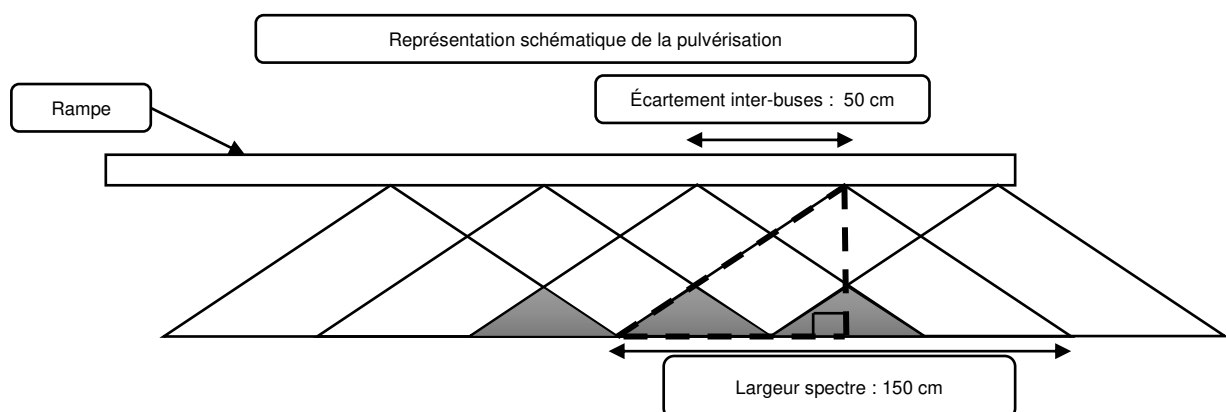 Représentation schématique de la pulvérisation
Écartement inter-buses : 50 cm
Rampe
Largeur spectre : 150 cm